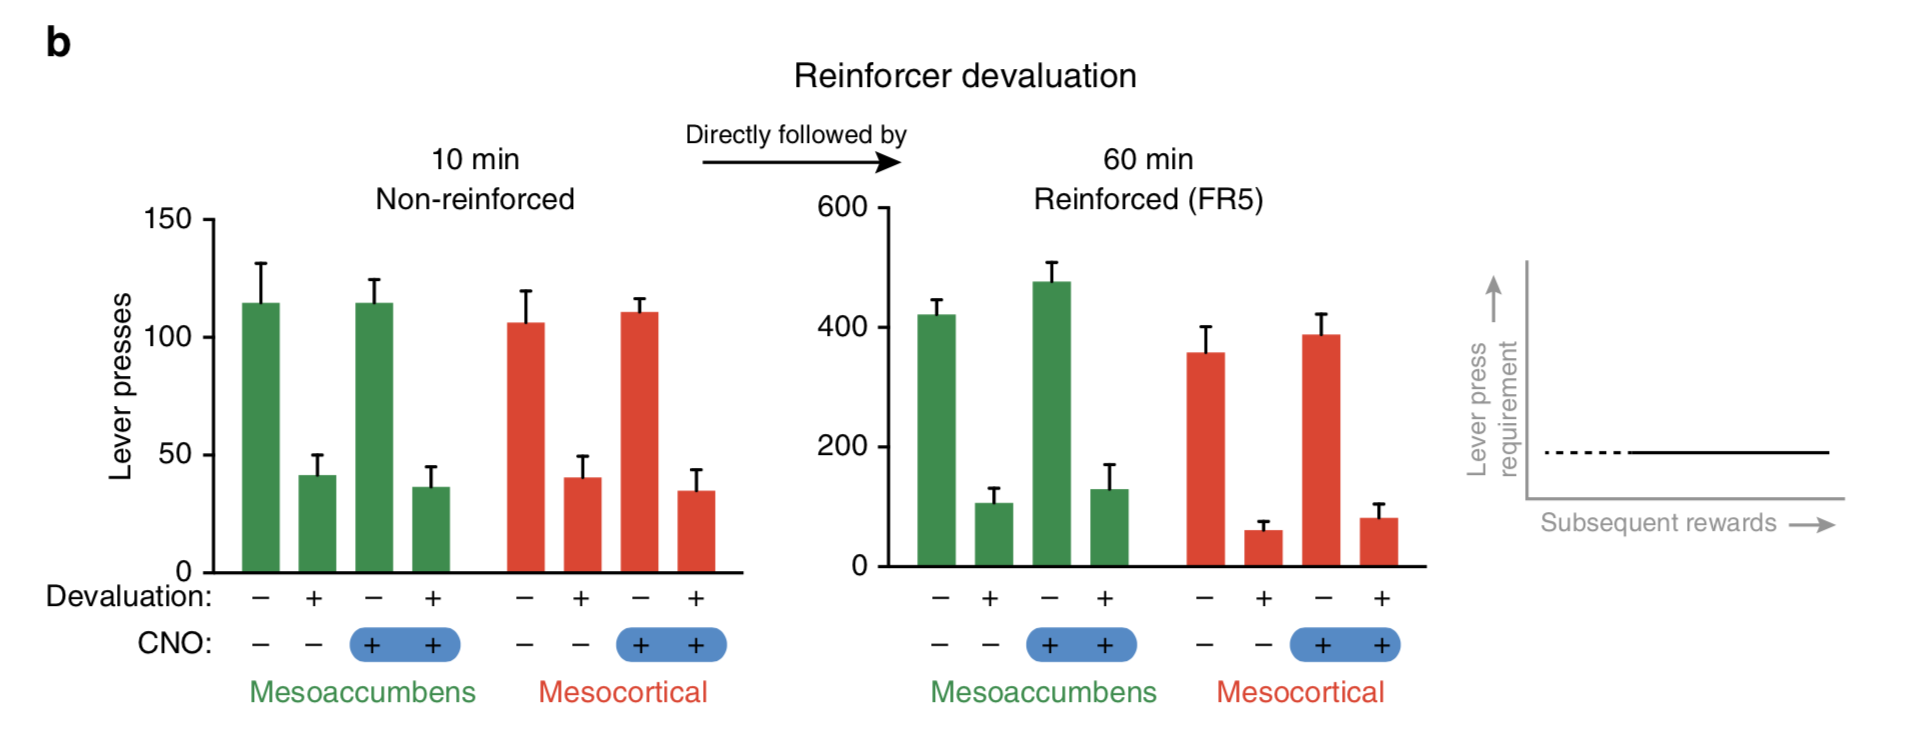 b
Reinforcer devaluation
Directly followed by
10 min
Non-reinforced
60 min
Reinforced (FR5)
Lever presses
150
100
50
0
600
400
200
0
Lever press
requirement
Subsequent rewards
Devaluation: − + − + − + − + − + − + − + − +
CNO: − − + + − − + + − − + + − − + +
Mesoaccumbens Mesocortical Mesoaccumbens Mesocortical